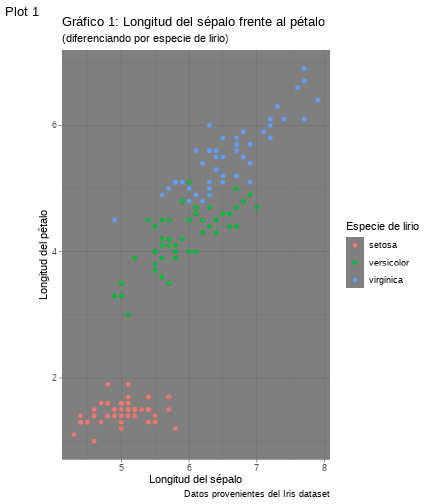 Plot 1
Gráfico 1: Longitud del sépalo frente al pétalo
(diferenciando por especie de lirio)
Longitud del pétalo
6
4
2
5
6
7
8
Longitud del sépalo
Especie de lirio
setosa
versicolor
virginica
Datos provenientes del Iris dataset